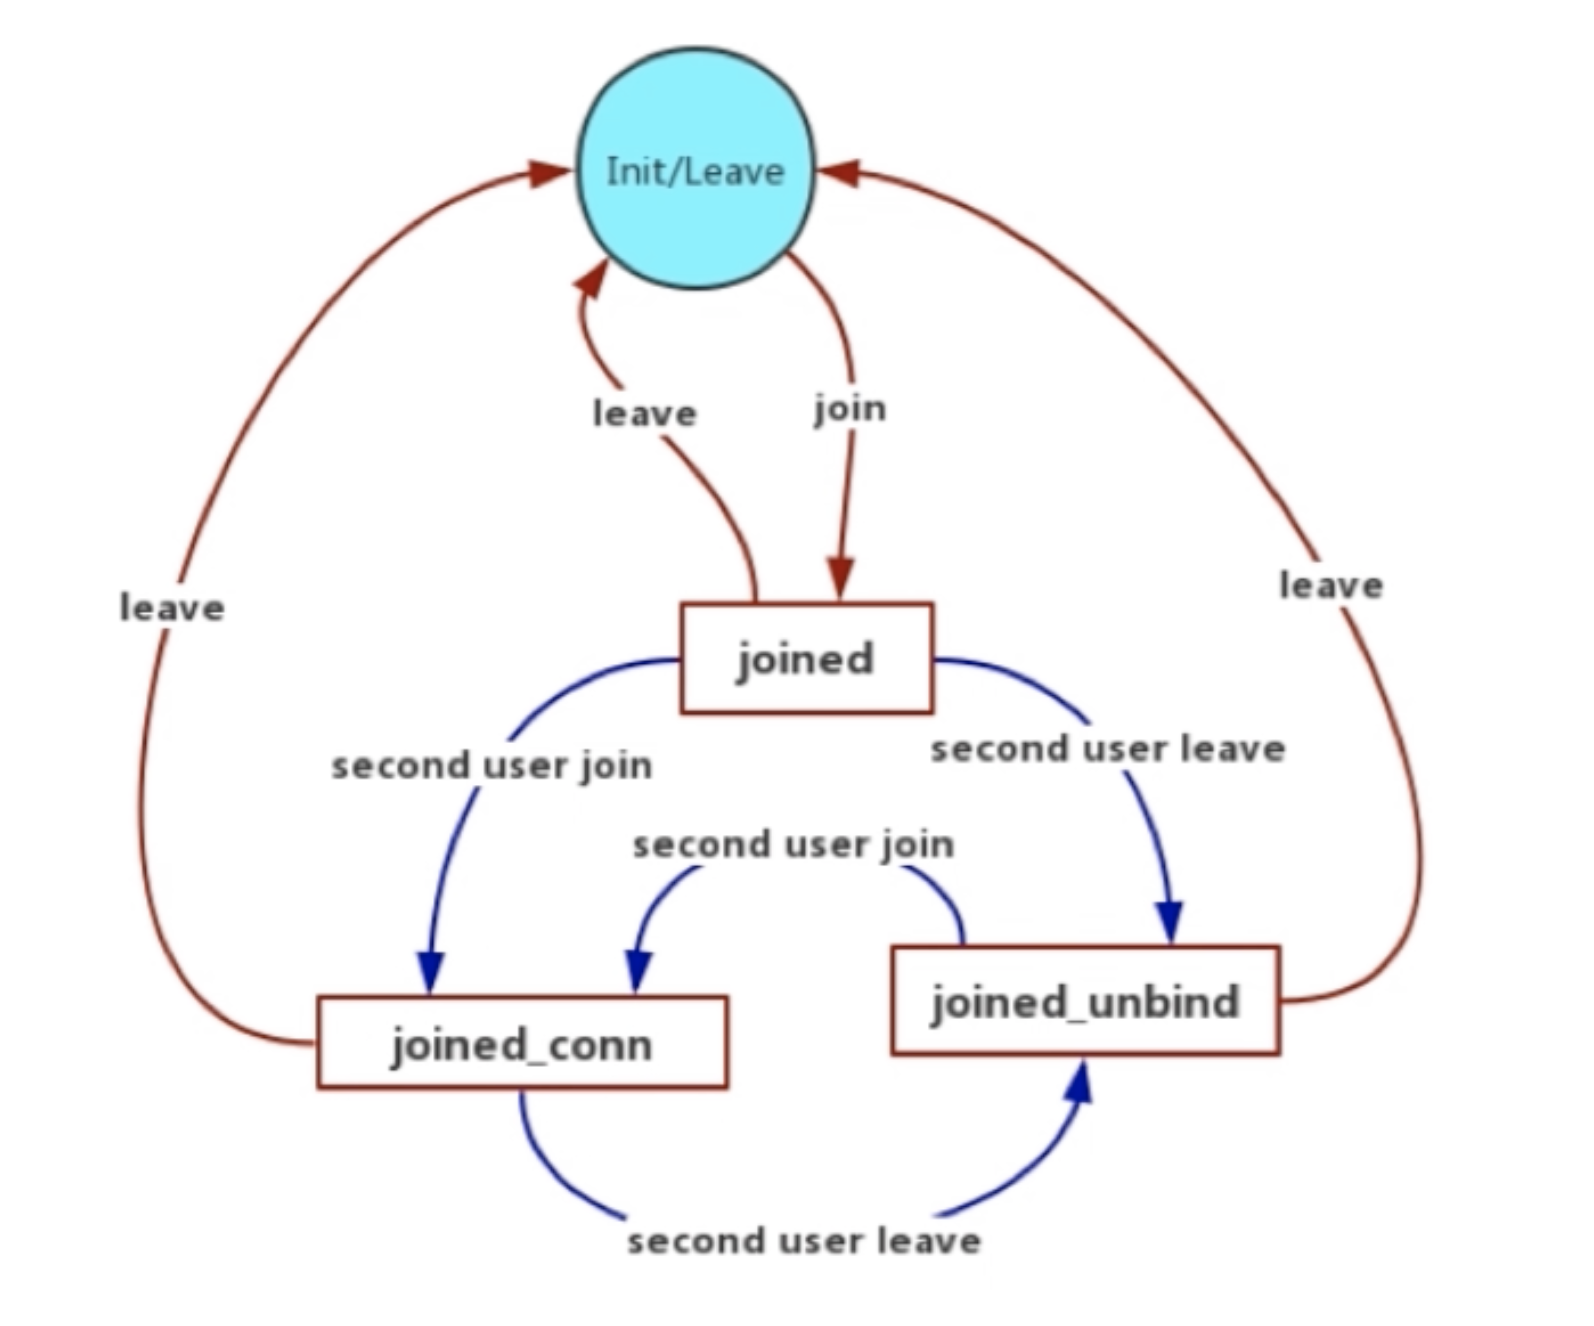 Init/Leave
leave
join
leave
leave
joined
second user leave
second user join
second user join
joined_unbind
joined_conn
second user leave